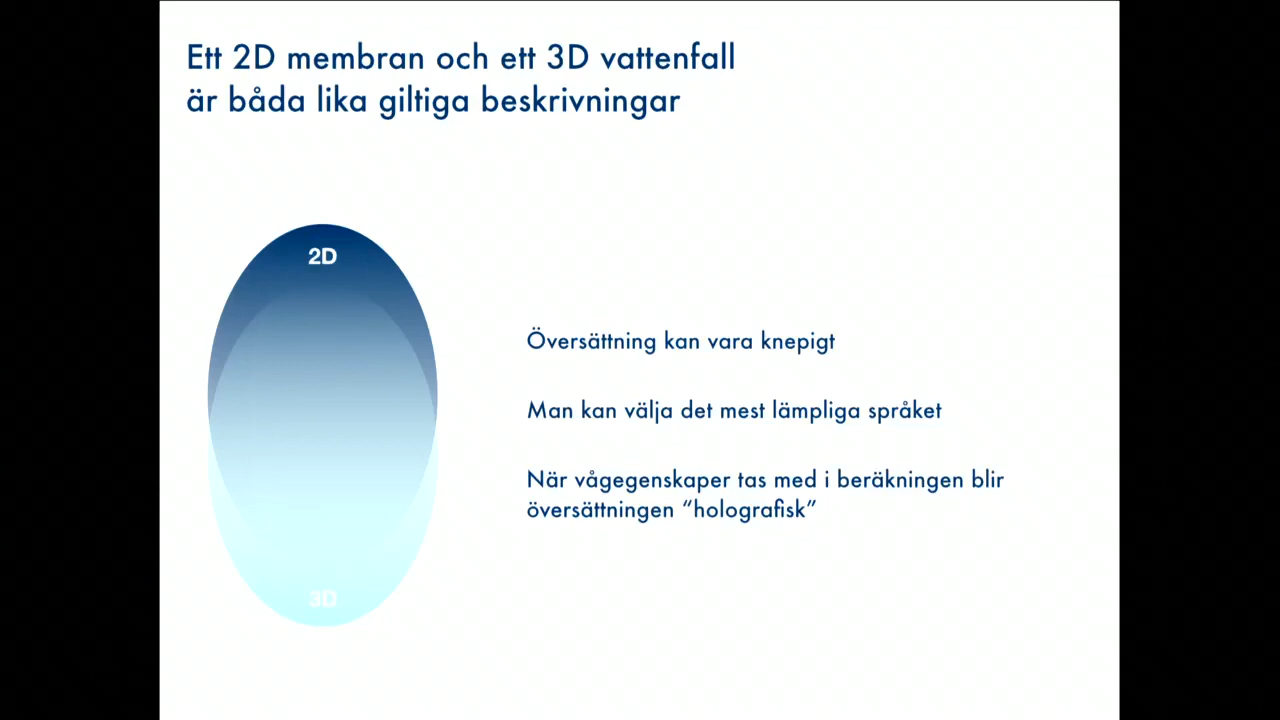 Ett 2D membran och ett 3D vattenfall
är båda lika giltiga beskrivningar
2D
Översättning kan vara knepigt
Man kan välja det mest lämpliga språket
När vågegenskaper tas med i beräkningen blir
översättningen “holografisk”
3D